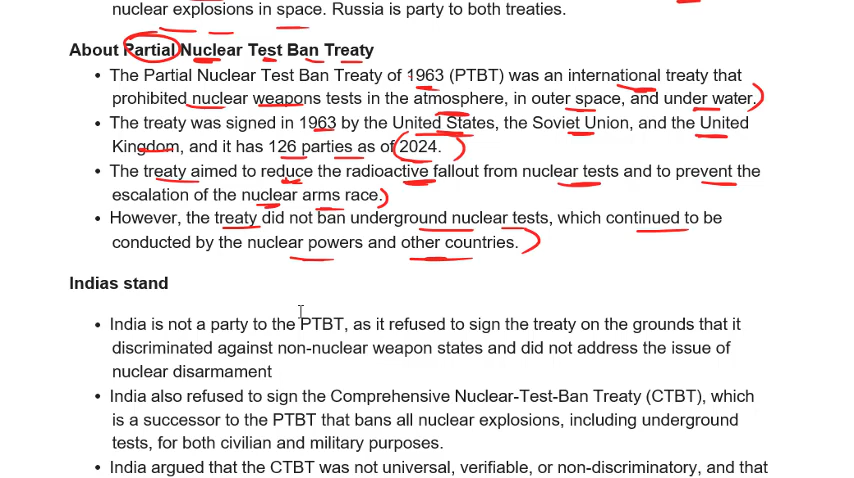 nuclear explosions in space. Russia is party to both treaties.
About Partial Nuclear Test Ban Treaty
• The Partial Nuclear Test Ban Treaty of 1963 (PTBT) was an international treaty that
prohibited nuclear weapons tests in the atmosphere, in outer space, and under water.
• The treaty was signed in 1963 by the United States, the Soviet Union, and the United
Kingdom, and it has 126 parties as of 2024.
• The treaty aimed to reduce the radioactive fallout from nuclear tests and to prevent the
escalation of the nuclear arms race.
• However, the treaty did not ban underground nuclear tests, which continued to be
conducted by the nuclear powers and other countries.
Indias stand
• India is not a party to the PTBT, as it refused to sign the treaty on the grounds that it
discriminated against non-nuclear weapon states and did not address the issue of
nuclear disarmament
• India also refused to sign the Comprehensive Nuclear-Test-Ban Treaty (CTBT), which
is a successor to the PTBT that bans all nuclear explosions, including underground
tests, for both civilian and military purposes.
• India argued that the CTBT was not universal, verifiable, or non-discriminatory, and that